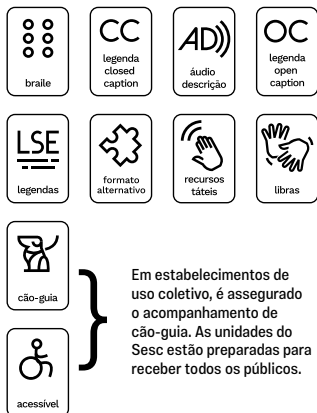 braile
CC
legenda
closed
caption
AD))
áudio
descrição
OC
legenda
open
caption
LSE
legendas
formato
alternativo
recursos
táteis
libras
cão-guia
acessível
Em estabelecimentos de
uso coletivo, é assegurado
o acompanhamento de
cão-guia. As unidades do
Sesc estão preparadas para
receber todos os públicos.